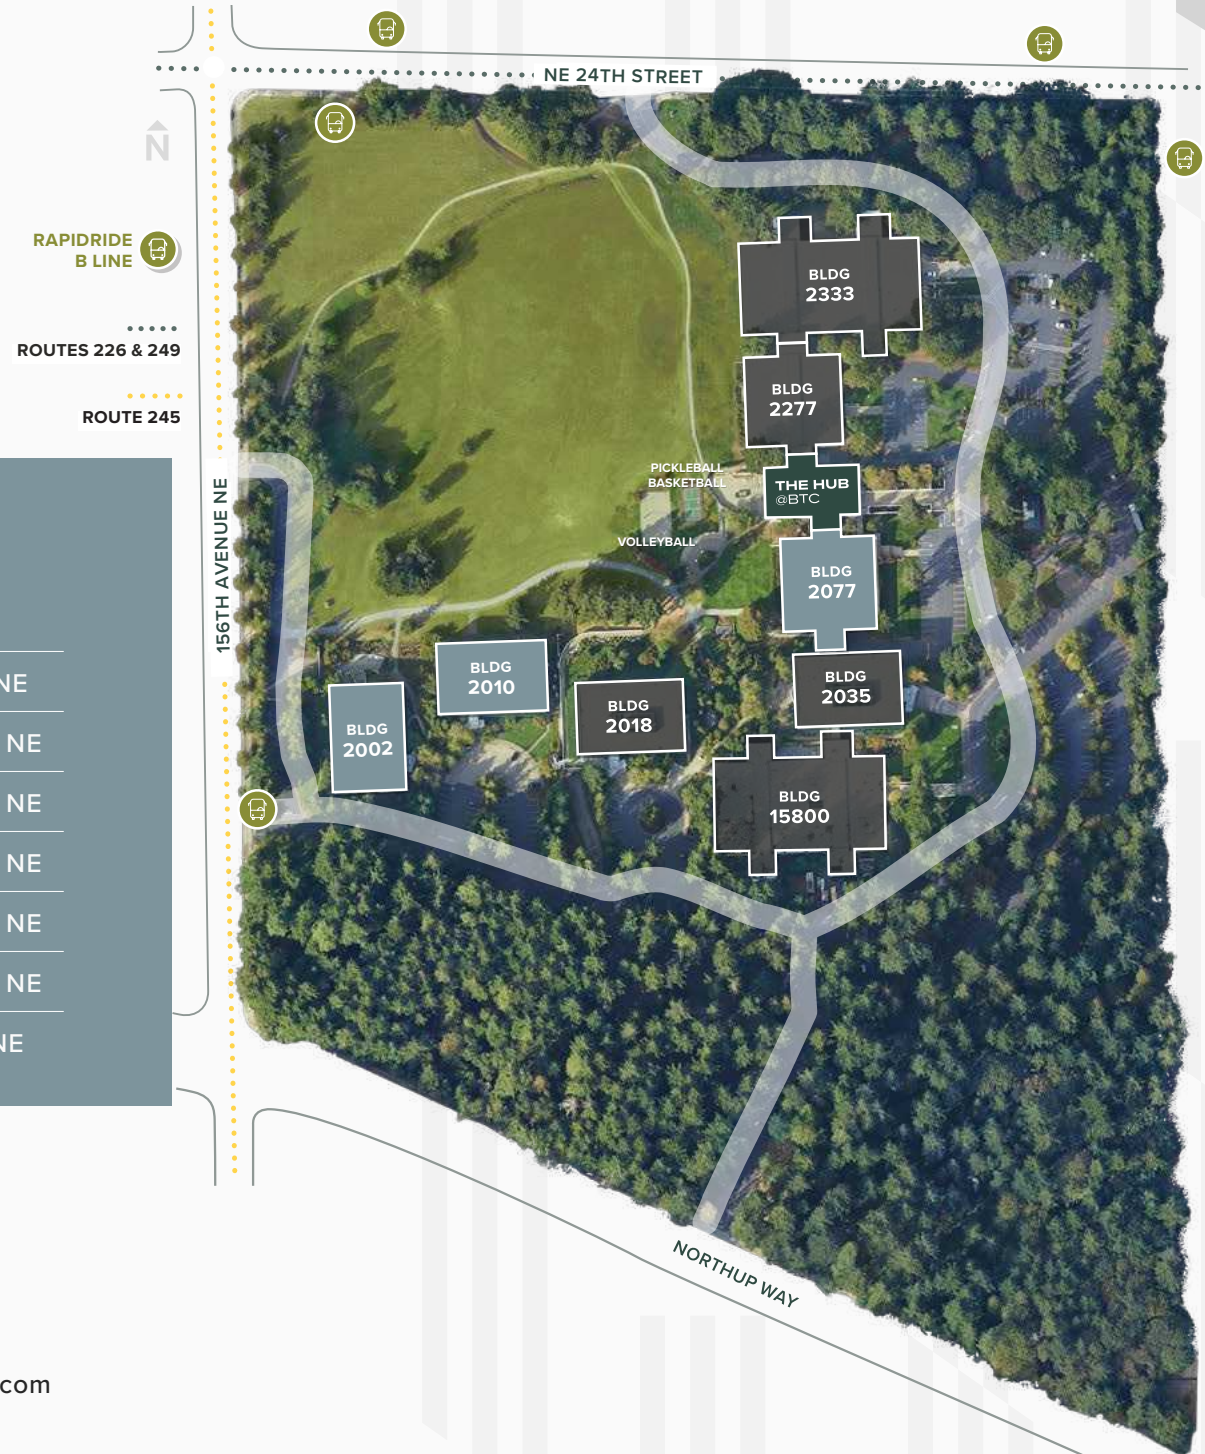 NE 24TH STREET
N
RAPIDRIDE
B LINE
ROUTES 226 & 249
ROUTE 245
156TH AVENUE NE
BLDG
2333
BLDG
2277
PICKLEBALL
BASKETBALL
THE HUB
@BTC
VOLLEYBALL
BLDG
2077
BLDG
2010
BLDG
2035
BLDG
2018
BLDG
2002
BLDG
15800
NE
NE
NE
NE
NE
NE
NE
NORTHUP WAY
com